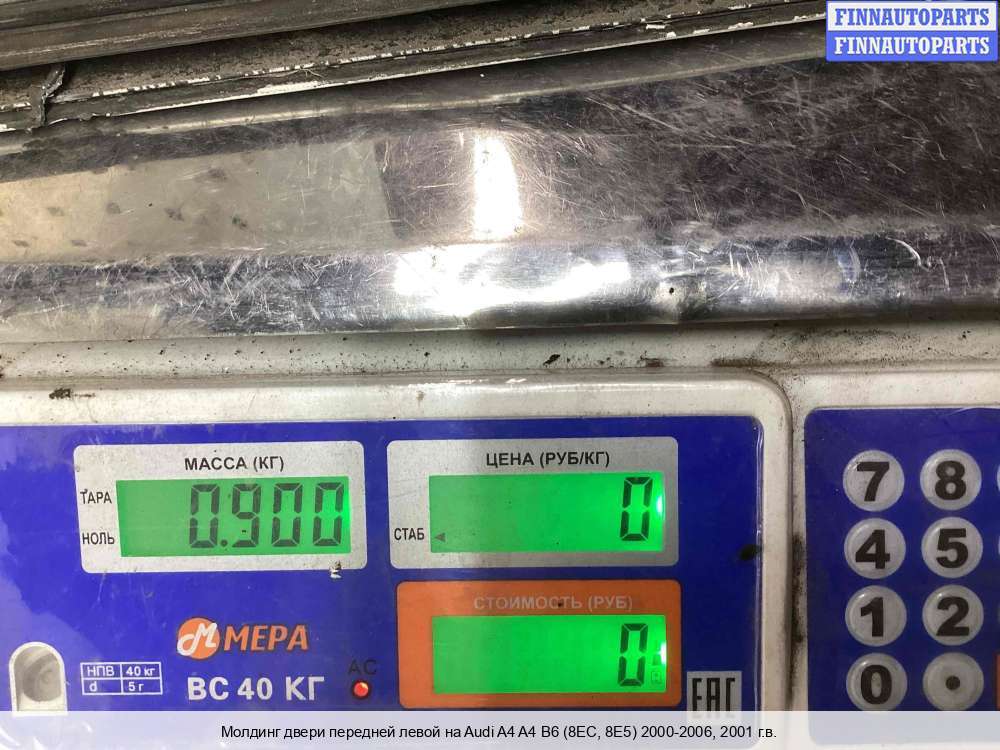 FINNAUTOPARTS
FINNAUTOPARTS
МАССА (КГ)
ТАРА
0.900
НОЛЬ
ЦЕНА (РУБ/КГ)
0
СТАБ
СТОИМОСТЬ (РУБ)
0
МЕРА
НПВ 40 кг
d 5 г
ВС 40 КГ
AC
EAC
7 8
4 5
1 2
0 .
Молдинг двери передней левой на Audi A4 A4 B6 (8EC, 8E5) 2000-2006, 2001 г.в.